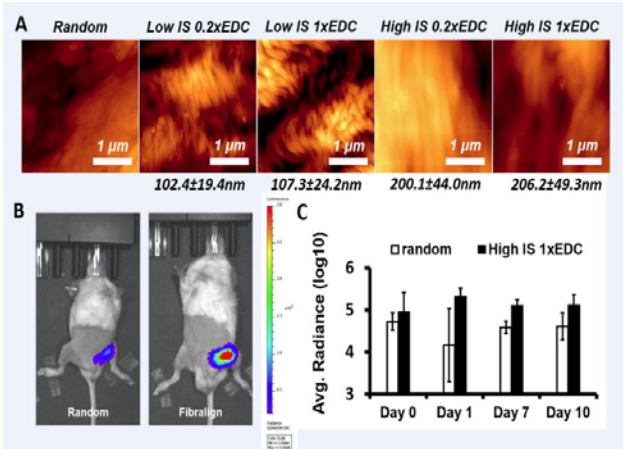 A
Random
Low IS 0.2xEDC
Low IS 1xEDC
High IS 0.2xEDC
High IS 1xEDC
1 µm
1 µm
1 µm
1 µm
1 µm
102.4±19.4nm
107.3±24.2nm
200.1±44.0nm
206.2±49.3nm
B
Random
Fibralign
Luminescence
C
random
High IS 1xEDC
Avg. Radiance (log10)
6
5
4
3
Day 0
Day 1
Day 7
Day 10